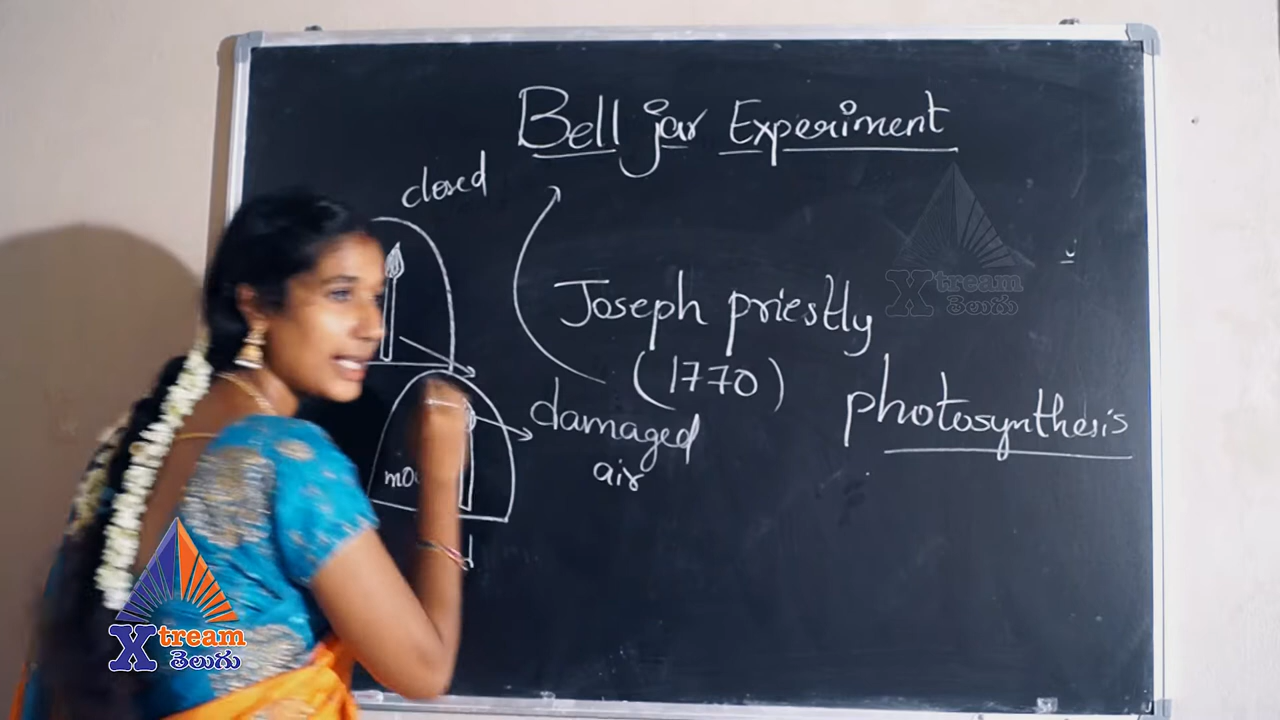 Bell jar Experiment
closed
Joseph priestly
(1770)
damaged
air
photosynthesis
Xtream
తెలుగు
Xtream
తెలుగు